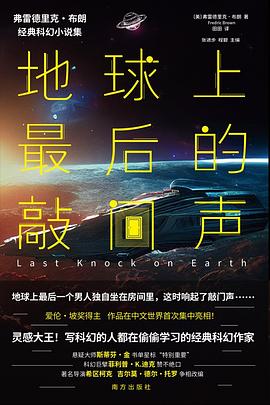 弗雷德里克·布朗
经典科幻小说集
[美]弗雷德里克·布朗 著
Fredric Brown
田田 译
张进步 程碧 主编
地球上
最后的
敲门声
Last Knock on Earth
地球上最后一个男人独自坐在房间里，这时响起了敲门声······
爱伦·坡奖得主 作品在中文世界首次集中亮相！
灵感大王！写科幻的人都在偷偷学习的经典科幻作家
悬疑大师斯蒂芬·金 书单星标“特别重要”
科幻巨擘菲利普·K.迪克 赞不绝口
著名导演希区柯克 吉尔莫·德尔·托罗 争相改编
南方出版社